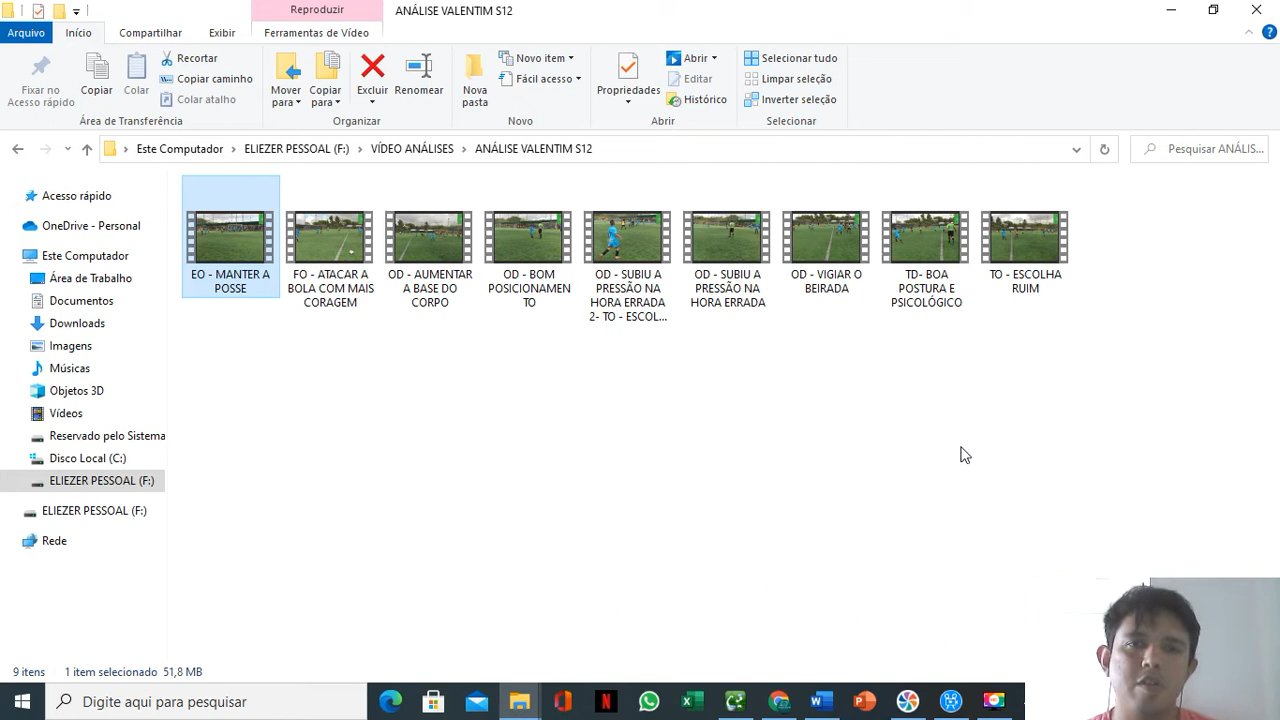 Reproduzir
ANÁLISE VALENTIM S12
Arquivo
Início
Compartilhar
Exibir
Ferramentas de Vídeo
Fixar no
Acesso rápido
Copiar
Colar
Recortar
Copiar caminho
Colar atalho
Área de Transferência
Mover
para
Copiar
para
Excluir
Renomear
Organizar
Nova
pasta
Novo item
Fácil acesso
Novo
Propriedades
Abrir
Editar
Histórico
Abrir
Selecionar tudo
Limpar seleção
Inverter seleção
Selecionar
Este Computador
ELIEZER PESSOAL (F:)
VÍDEO ANÁLISES
ANÁLISE VALENTIM S12
Pesquisar ANÁLIS...
Acesso rápido
OneDrive - Personal
Este Computador
Área de Trabalho
Documentos
Downloads
Imagens
Músicas
Objetos 3D
Vídeos
Reservado pelo Sistema
Disco Local (C:)
ELIEZER PESSOAL (F:)
ELIEZER PESSOAL (F:)
Rede
EO - MANTER A
POSSE
FO - ATACAR A
BOLA COM MAIS
CORAGEM
OD - AUMENTAR
A BASE DO
CORPO
OD - BOM
POSICIONAMEN
TO
OD - SUBIU A
PRESSÃO NA
HORA ERRADA
2- TO - ESCOL...
OD - SUBIU A
PRESSÃO NA
HORA ERRADA
OD - VIGIAR O
BEIRADA
TD- BOA
POSTURA E
PSICOLÓGICO
TO - ESCOLHA
RUIM
9 itens
1 item selecionado 51,8 MB
Digite aqui para pesquisar